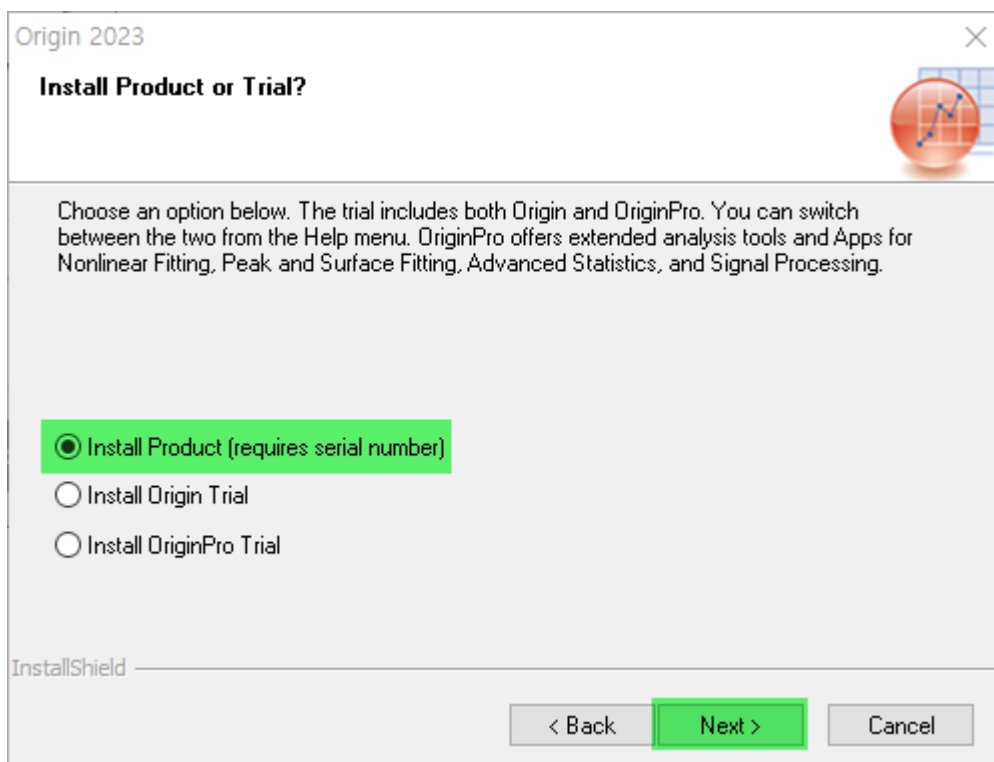 Origin 2023
Install Product or Trial?
Choose an option below. The trial includes both Origin and OriginPro. You can switch
between the two from the Help menu. OriginPro offers extended analysis tools and Apps for
Nonlinear Fitting, Peak and Surface Fitting, Advanced Statistics, and Signal Processing.
Install Product (requires serial number)
Install Origin Trial
Install OriginPro Trial
InstallShield
< Back Next > Cancel